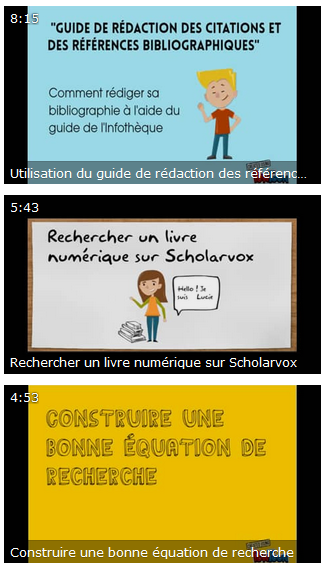 8:15
"GUIDE DE RÉDACTION DES CITATIONS ET
DES RÉFÉRENCES BIBLIOGRAPHIQUES"
Comment rédiger sa
bibliographie à l'aide du
guide de l'Infothèque
Utilisation du guide de rédaction des référenc...
5:43
Rechercher un livre
numérique sur Scholarvox
Hello ! Je
suis Lucie
Rechercher un livre numérique sur Scholarvox
4:53
CONSTRUIRE UNE
BONNE ÉQUATION DE
RECHERCHE
Construire une bonne équation de recherche